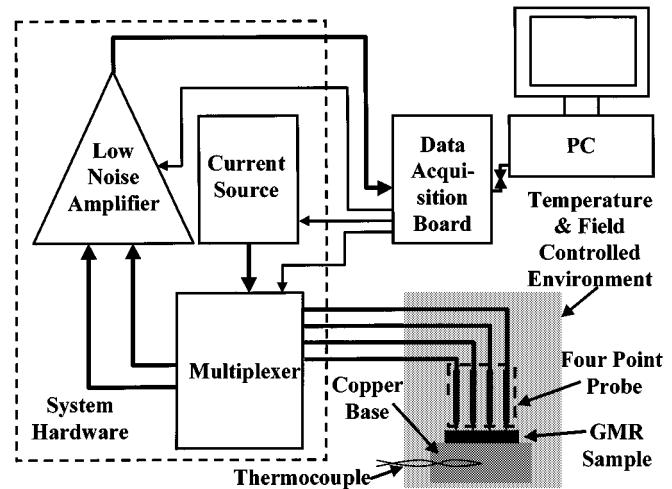 Low
Noise
Amplifier
Current
Source
Data
Acqui-
sition
Board
PC
Temperature
& Field
Controlled
Environment
Multiplexer
Four Point
Probe
Copper
Base
System
Hardware
GMR
Sample
Thermocouple